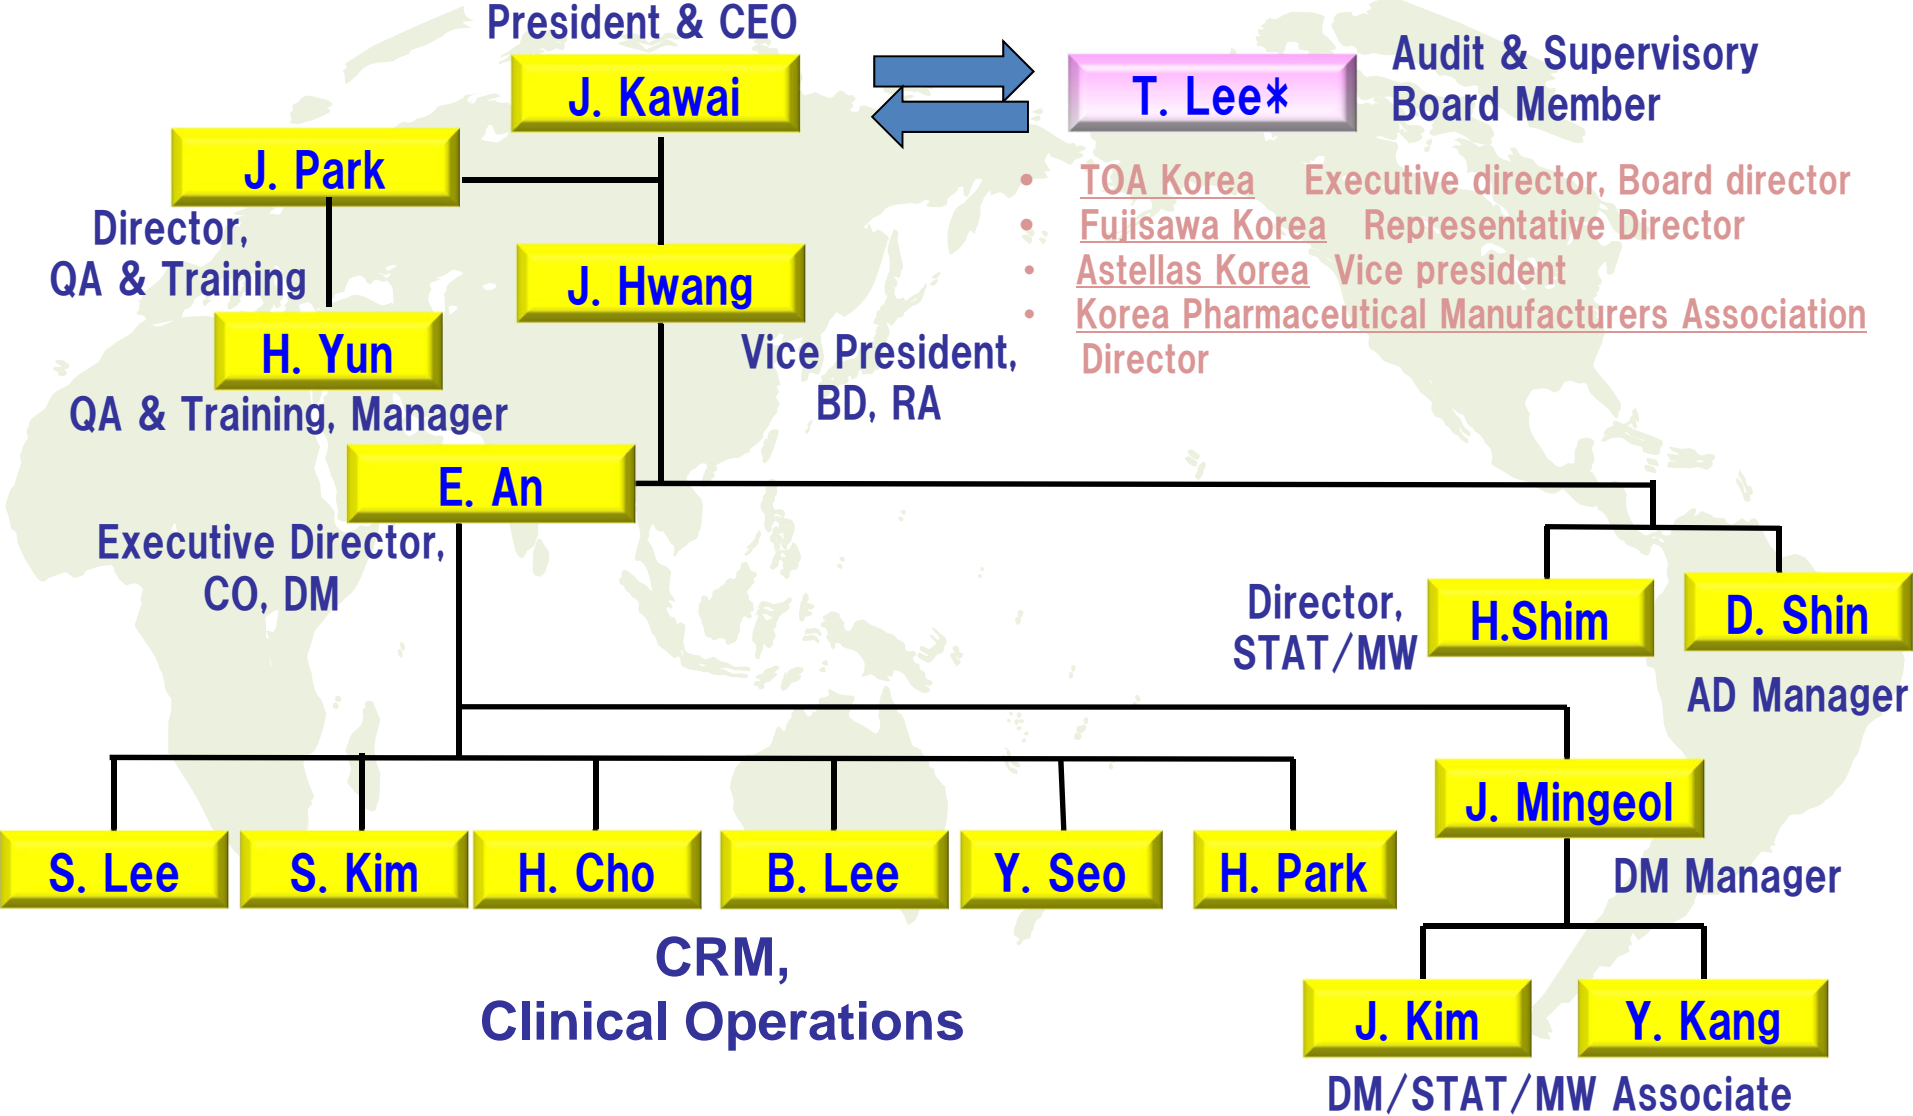 President & CEO
J. Kawai
T. Lee*
Audit & Supervisory
Board Member
J. Park
Director,
QA & Training
• TOA Korea Executive director, Board director
• Fujisawa Korea Representative Director
• Astellas Korea Vice president
• Korea Pharmaceutical Manufacturers Association
Director
J. Hwang
Vice President,
BD, RA
H. Yun
QA & Training, Manager
E. An
Executive Director,
CO, DM
Director,
STAT/MW
H.Shim
D. Shin
AD Manager
J. Mingeol
DM Manager
S. Lee
S. Kim
H. Cho
B. Lee
Y. Seo
H. Park
CRM,
Clinical Operations
J. Kim
Y. Kang
DM/STAT/MW Associate